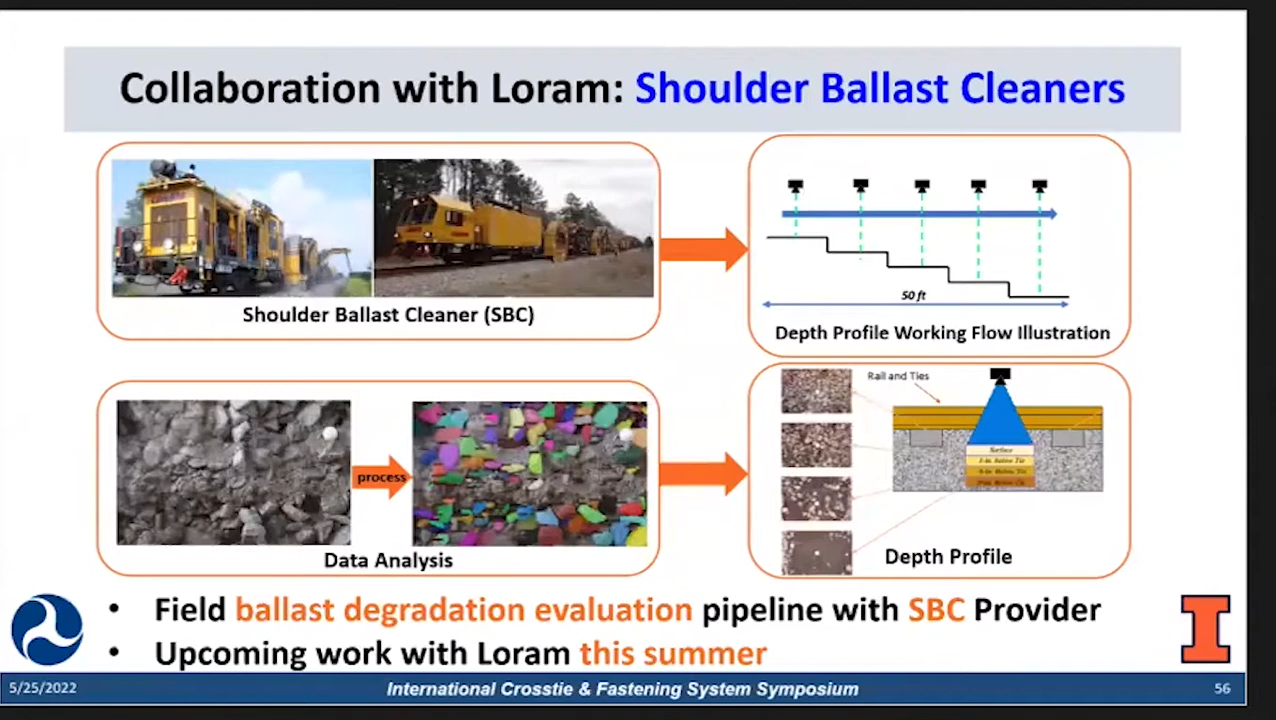 Collaboration with Loram: Shoulder Ballast Cleaners
Shoulder Ballast Cleaner (SBC)
50 ft
Depth Profile Working Flow Illustration
process
Data Analysis
Rail and Ties
Surface
Depth Profile
• Field ballast degradation evaluation pipeline with SBC Provider
• Upcoming work with Loram this summer
5/25/2022
International Crosstie & Fastening System Symposium
56